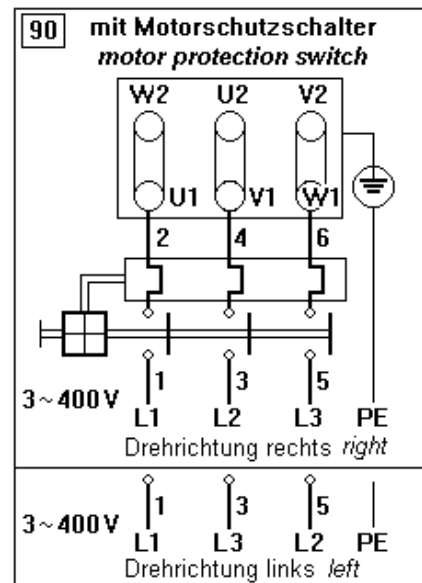 90 mit Motorschutzschalter
motor protection switch
W2 U2 V2
U1 V1 W1
2 4 6
1 3 5
3~400V
L1 L2 L3 PE
Drehrichtung rechts right
1 3 5
3~400V
L1 L3 L2 PE
Drehrichtung links left